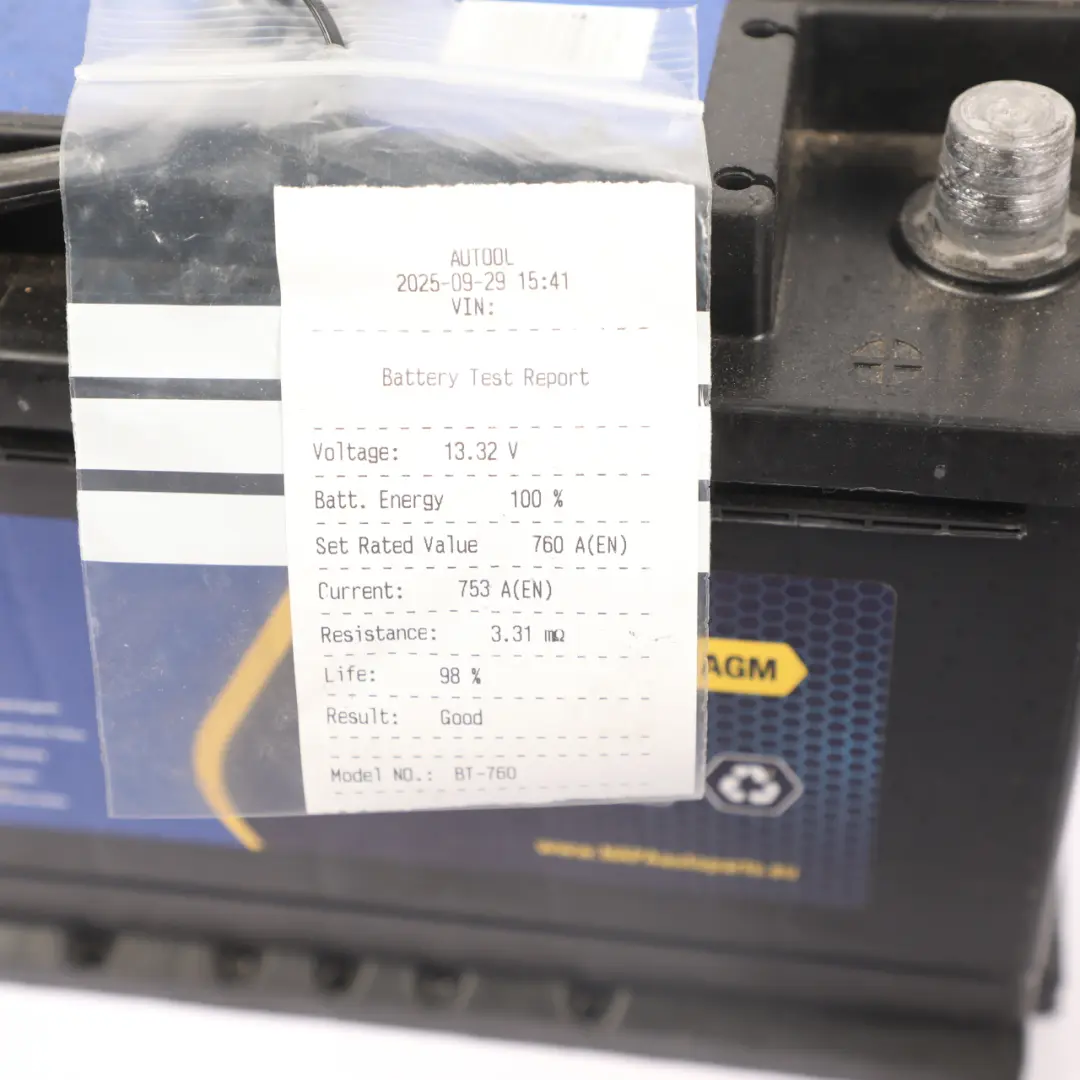 AUTOOL
2025-09-29 15:41
VIN:
Battery Test Report
Voltage: 13.32 V
Batt. Energy 100 %
Set Rated Value 760 A(EN)
Current: 753 A(EN)
Resistance: 3.31 mΩ
Life: 98 %
Result: Good
Model NO.: BT-760
AGM